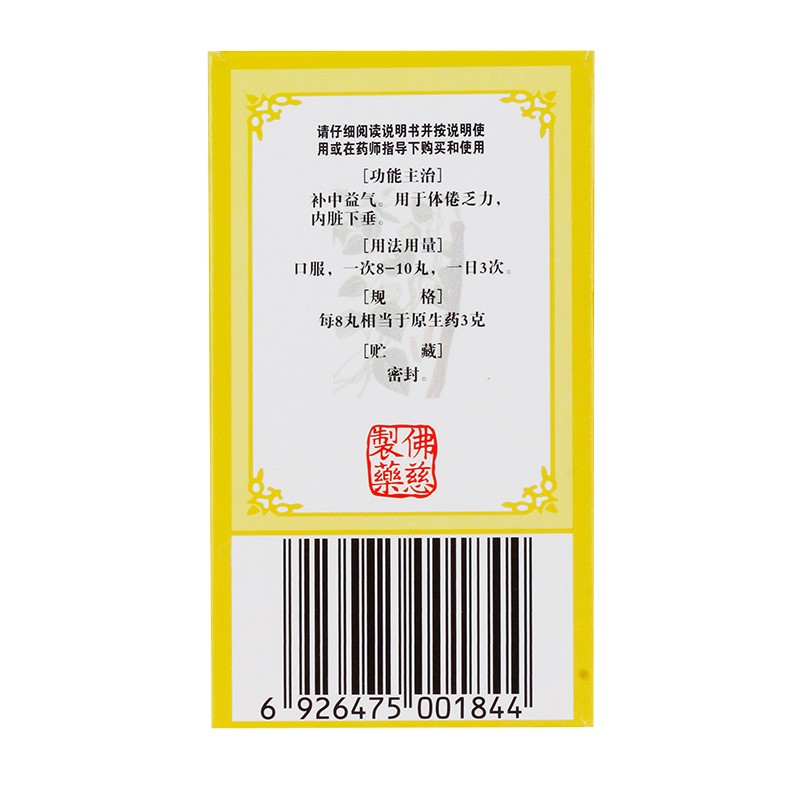 请仔细阅读说明书并按说明使
用或在药师指导下购买和使用
[功能主治]
补中益气。用于体倦乏力，
内脏下垂。
[用法用量]
口服，一次8-10丸，一日3次。
[规　　格]
每8丸相当于原生药3克
[贮　　藏]
密封。
佛慈
製藥
6 926475 001844